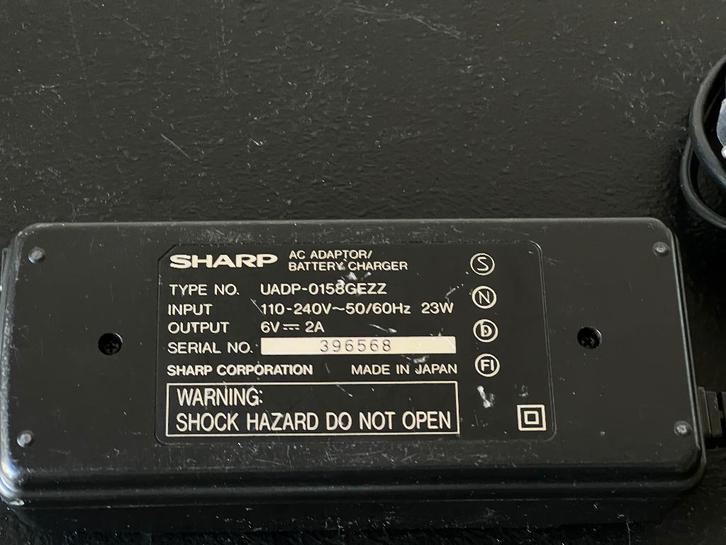 SHARP AC ADAPTOR/
BATTERY CHARGER
TYPE NO. UADP-0158GEZZ
INPUT 110-240V~50/60Hz 23W
OUTPUT 6V⎓2A
SERIAL NO. 396568
SHARP CORPORATION MADE IN JAPAN
WARNING:
SHOCK HAZARD DO NOT OPEN
S
N
D
FI